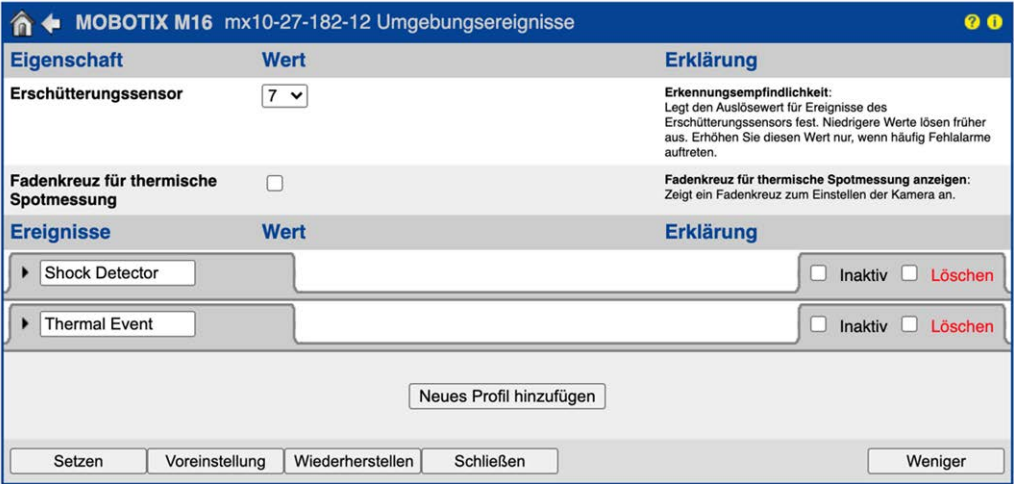 MOBOTIX M16 mx10-27-182-12 Umgebungsereignisse ? i
Eigenschaft Wert Erklärung
Erschütterungssensor 7 Erkennungsempfindlichkeit:
Legt den Auslösewert für Ereignisse des
Erschütterungssensors fest. Niedrigere Werte lösen früher
aus. Erhöhen Sie diesen Wert nur, wenn häufig Fehlalarme
auftreten.
Fadenkreuz für thermische
Spotmessung
Fadenkreuz für thermische Spotmessung anzeigen:
Zeigt ein Fadenkreuz zum Einstellen der Kamera an.
Ereignisse Wert Erklärung
Shock Detector Inaktiv Löschen
Thermal Event Inaktiv Löschen
Neues Profil hinzufügen
Setzen Voreinstellung Wiederherstellen Schließen Weniger